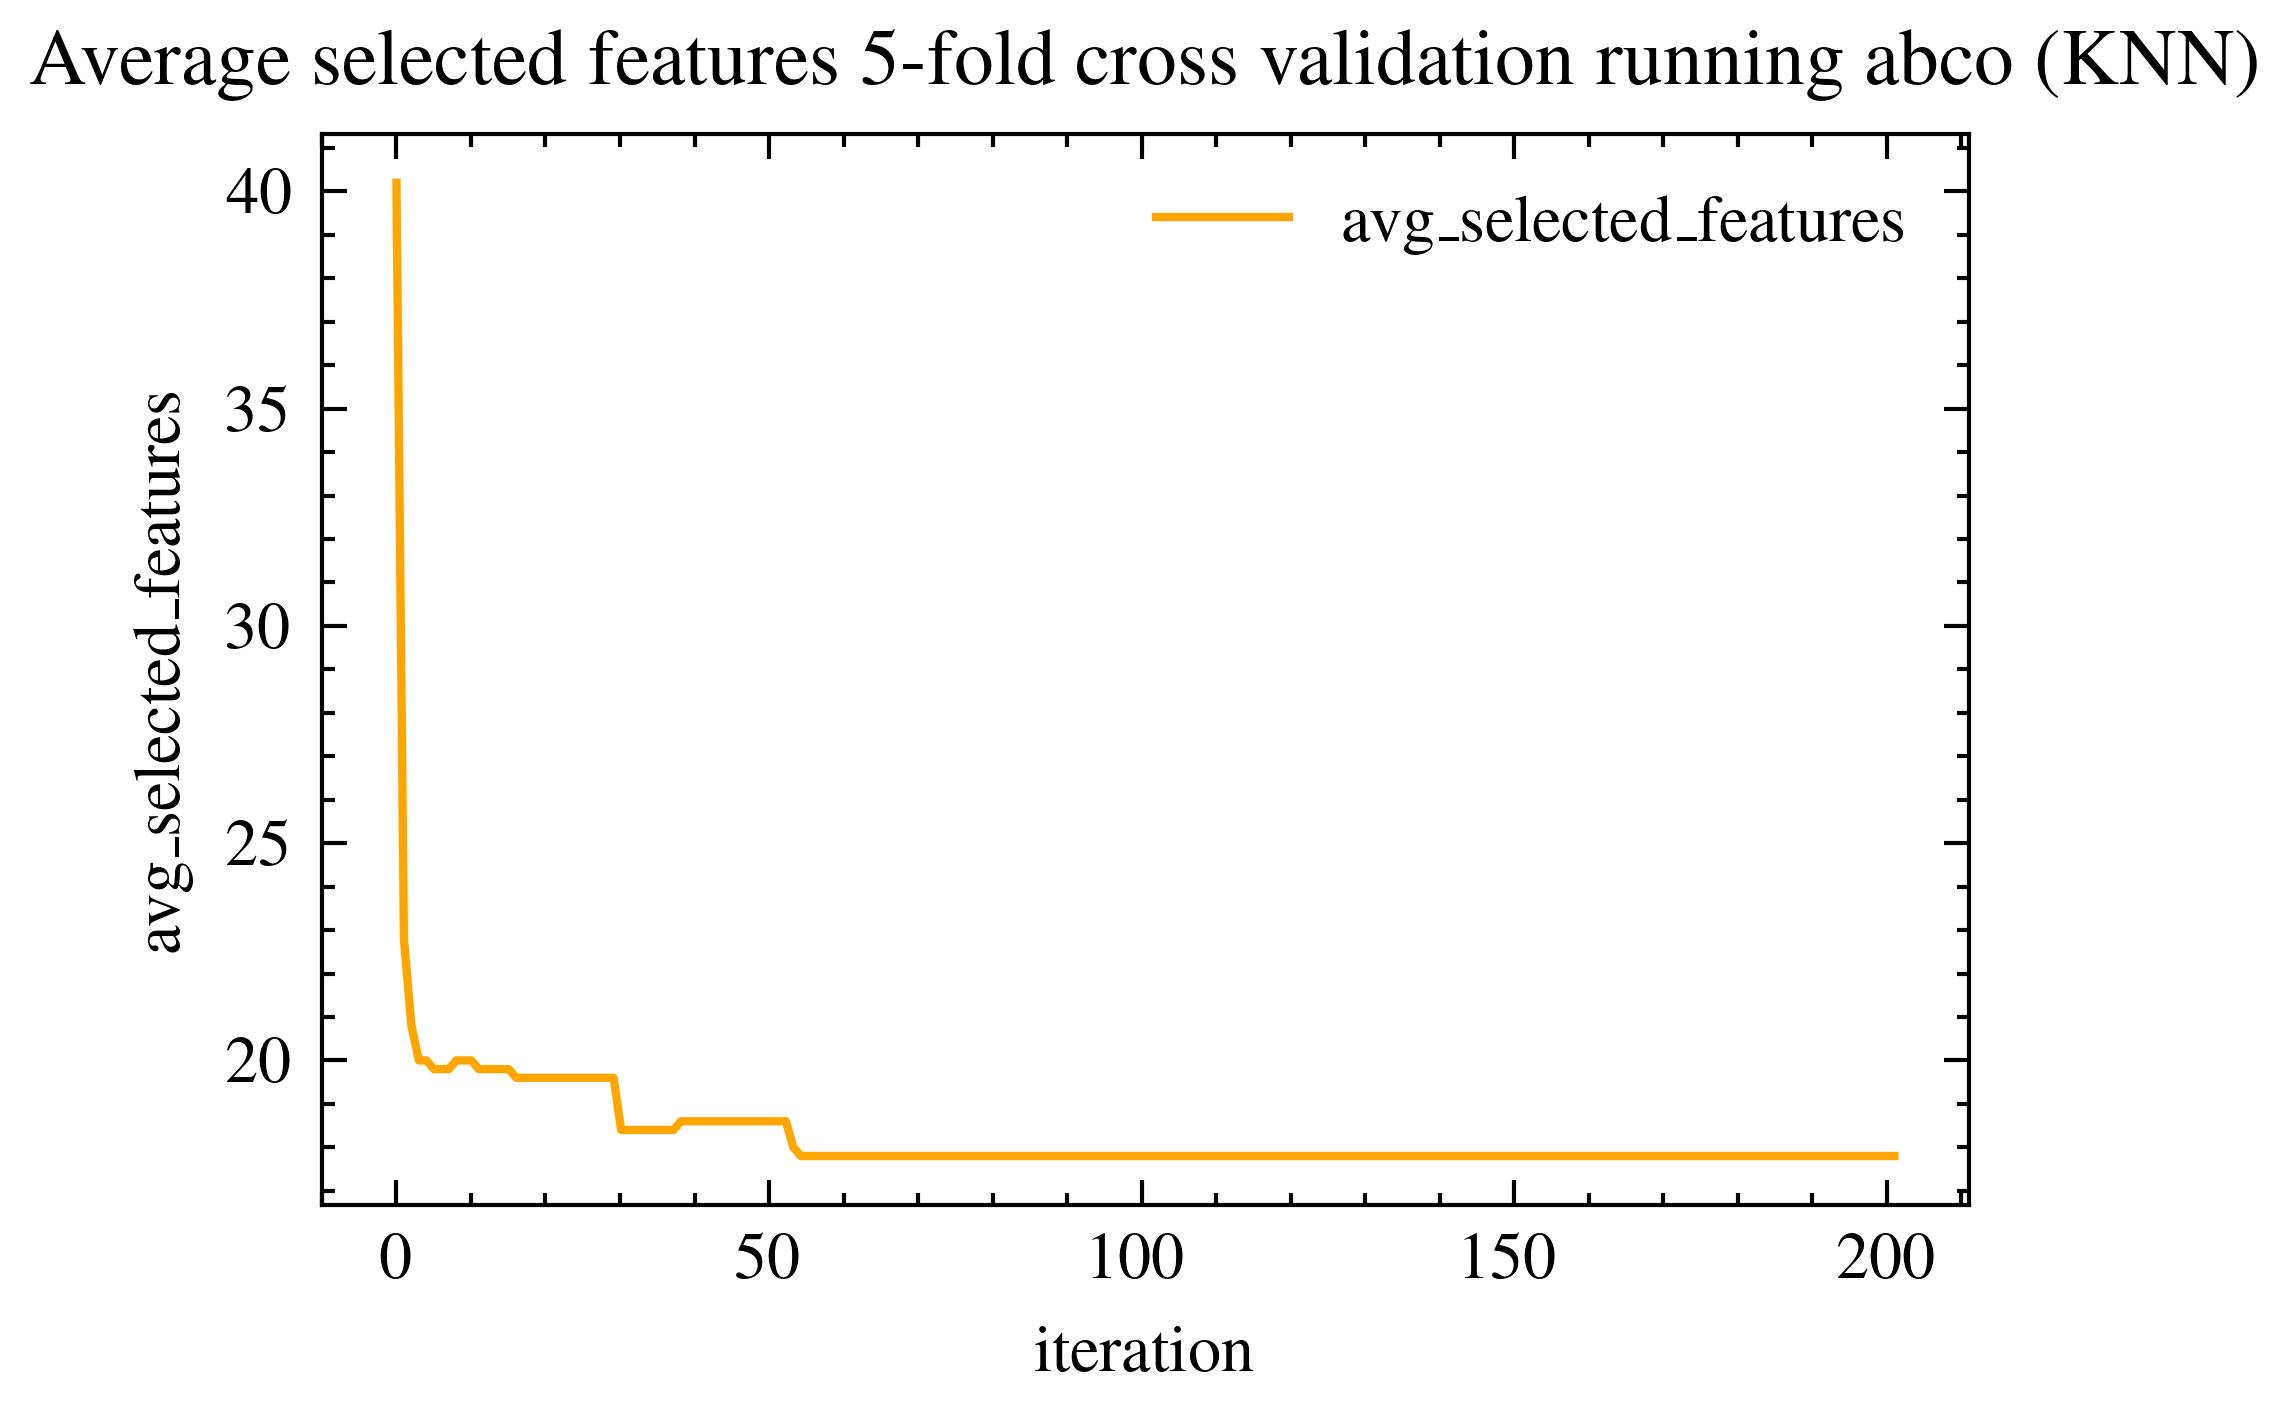 Average selected features 5-fold cross validation running abco (KNN)
avg_selected_features
avg_selected_features
40
35
30
25
20
0 50 100 150 200
iteration